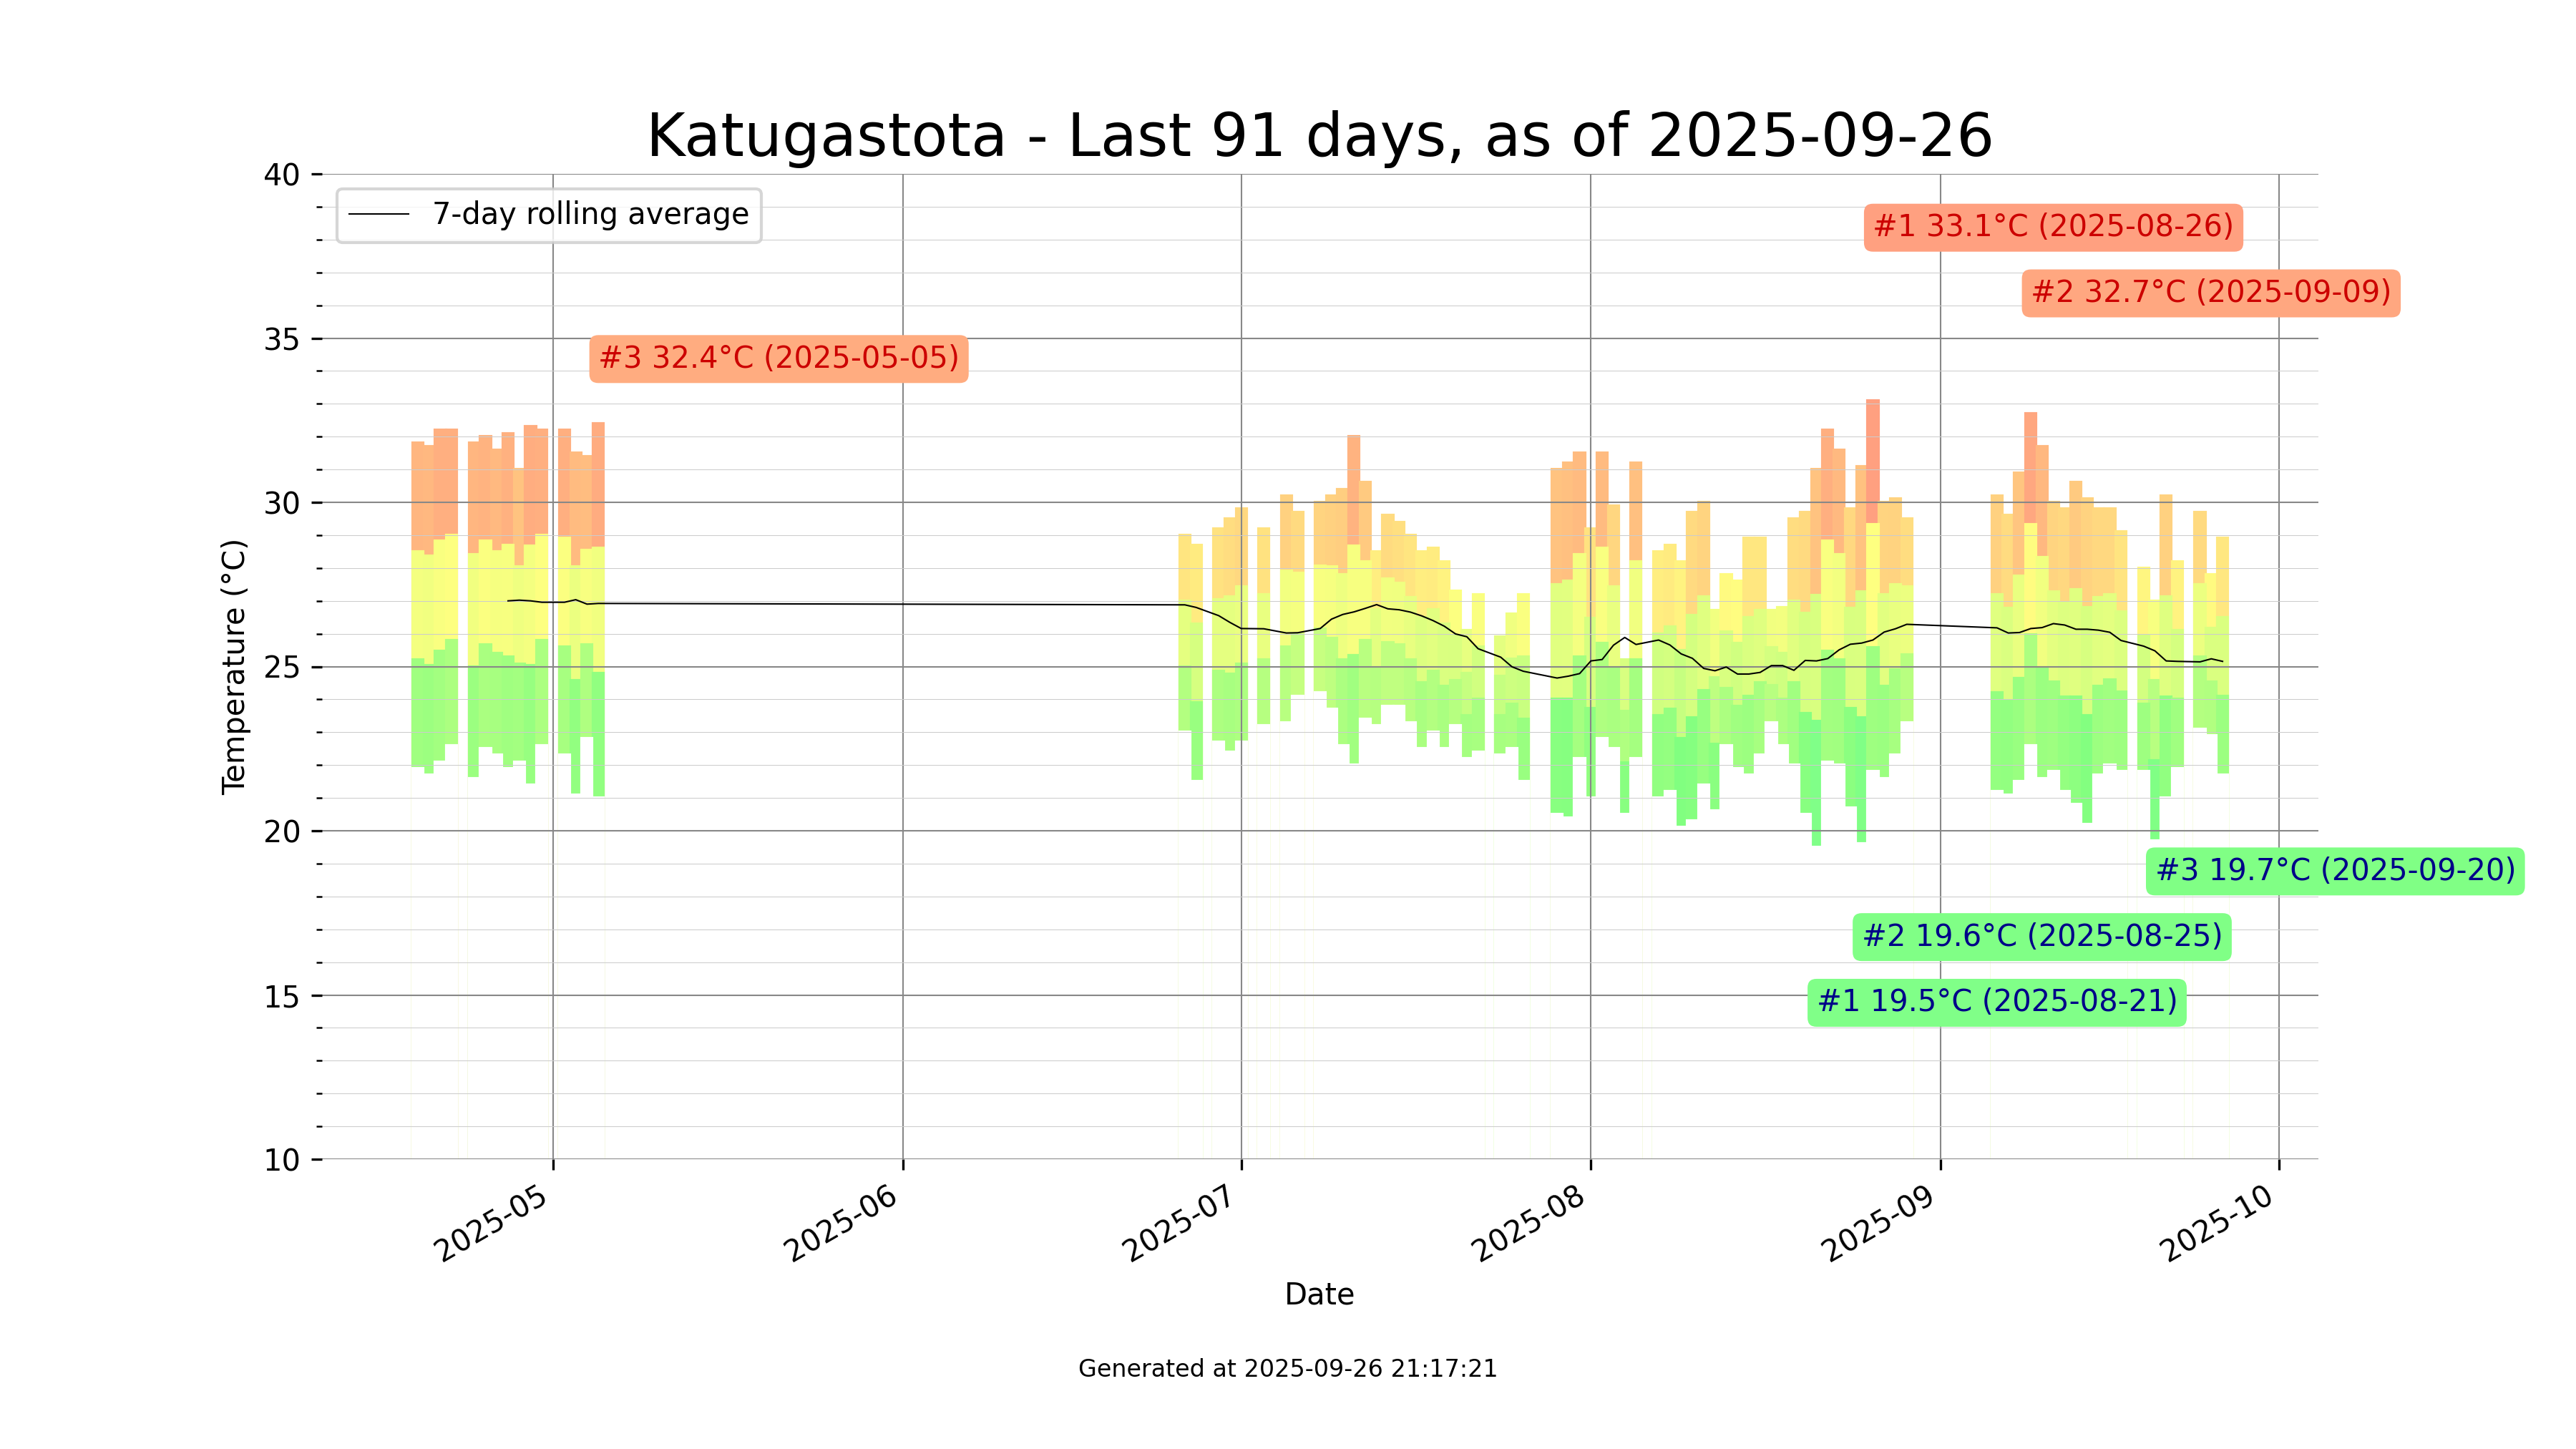 Katugastota - Last 91 days, as of 2025-09-26
7-day rolling average
#1 33.1°C (2025-08-26)
#2 32.7°C (2025-09-09)
#3 32.4°C (2025-05-05)
#3 19.7°C (2025-09-20)
#2 19.6°C (2025-08-25)
#1 19.5°C (2025-08-21)
Temperature (°C)
40
35
30
25
20
15
10
2025-05
2025-06
2025-07
2025-08
2025-09
2025-10
Date
Generated at 2025-09-26 21:17:21